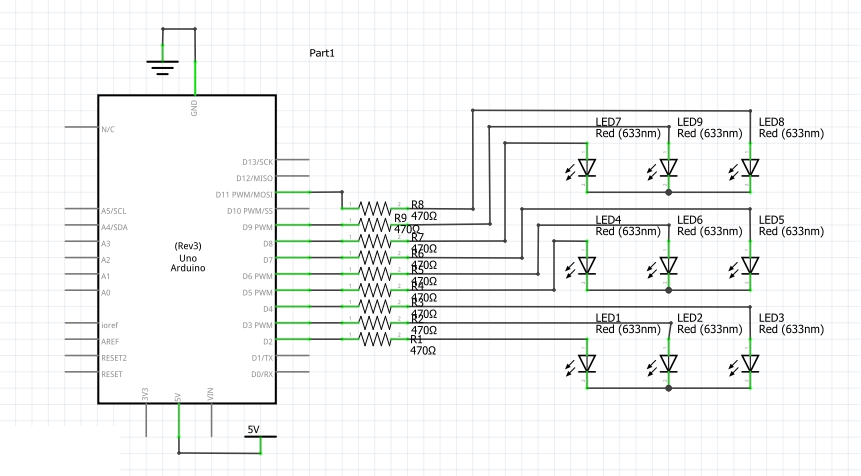 Part1
GND
N/C
D13/SCK
D12/MISO
D11 PWM/MOSI
D10 PWM/SS
D9 PWM
D8
D7
D6 PWM
D5 PWM
D4
D3 PWM
D2
D1/TX
D0/RX
A5/SCL
A4/SDA
A3
A2
A1
A0
ioref
AREF
RESET2
RESET
(Rev3)
Uno
Arduino
3V3
5V
VIN
5V
R8
470Ω
R9
470Ω
R7
470Ω
R6
470Ω
R5
470Ω
R4
470Ω
R3
470Ω
R2
470Ω
R1
470Ω
LED7
Red (633nm)
LED9
Red (633nm)
LED8
Red (633nm)
LED4
Red (633nm)
LED6
Red (633nm)
LED5
Red (633nm)
LED1
Red (633nm)
LED2
Red (633nm)
LED3
Red (633nm)